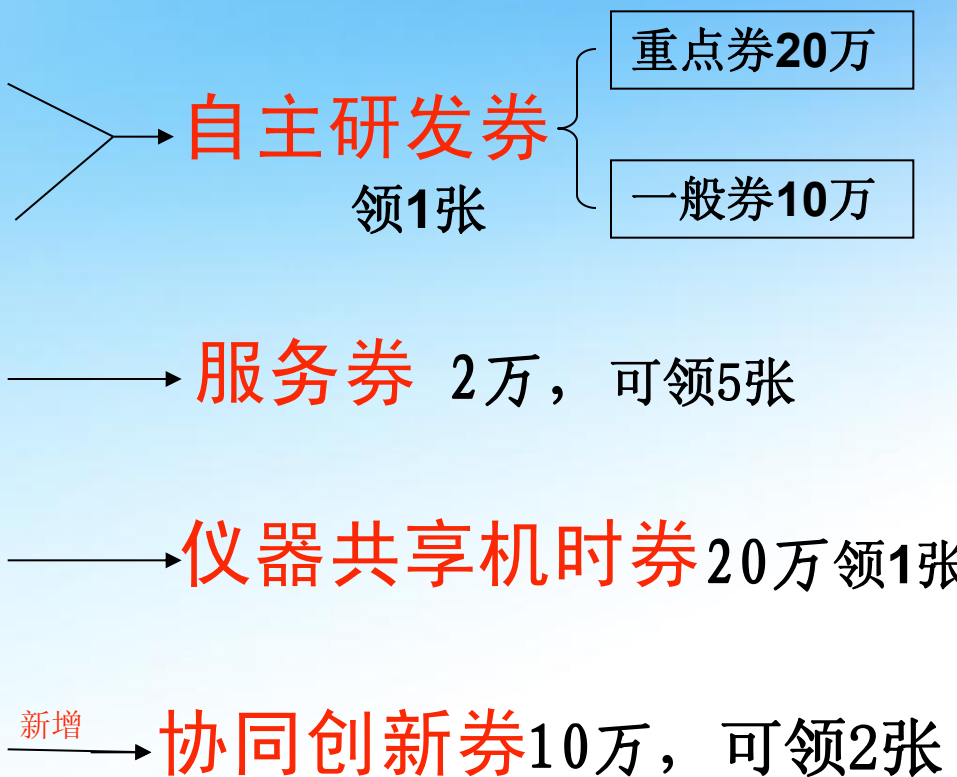 重点券20万
自主研发券
一般券10万
领1张
服务券 2万，可领5张
仪器共享机时券20万领1张
新增
协同创新券10万，可领2张